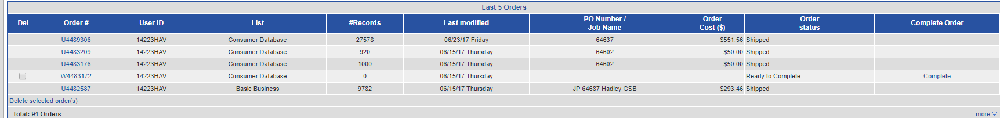 Last 5 Orders
Del Order # User ID List #Records Last modified PO Number / Job Name Order Cost ($) Order status Complete Order
U4489306 14223HAV Consumer Database 27578 06/23/17 Friday 64637 $551.56 Shipped
U4483209 14223HAV Consumer Database 920 06/15/17 Thursday 64602 $50.00 Shipped
U4483176 14223HAV Consumer Database 1000 06/15/17 Thursday 64602 $50.00 Shipped
W4483172 14223HAV Consumer Database 0 06/15/17 Thursday Ready to Complete Complete
U4482587 14223HAV Basic Business 9782 06/15/17 Thursday JP 64687 Hadley GSB $293.46 Shipped
Delete selected order(s)
Total: 91 Orders more